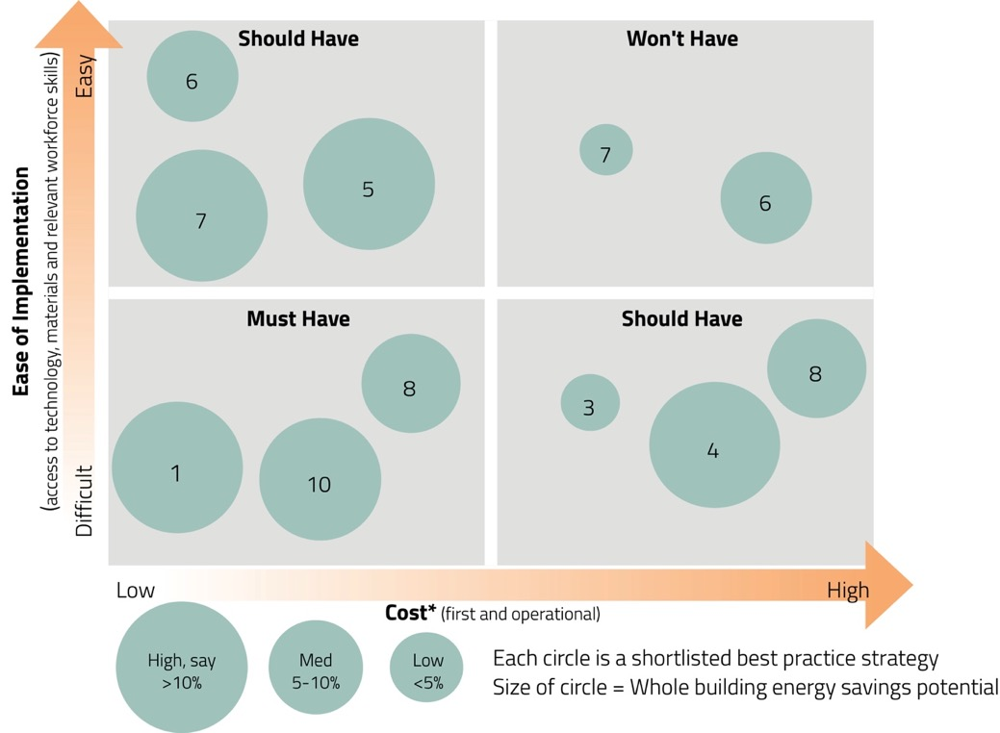 Should Have
Won't Have
6
7
5
7
6
Must Have
Should Have
8
1
10
3
4
8
Easy
Difficult
Ease of Implementation
(access to technology, materials and relevant workforce skills)
Low
High
Cost* (first and operational)
High, say
>10%
Med
5-10%
Low
<5%
Each circle is a shortlisted best practice strategy
Size of circle = Whole building energy savings potential